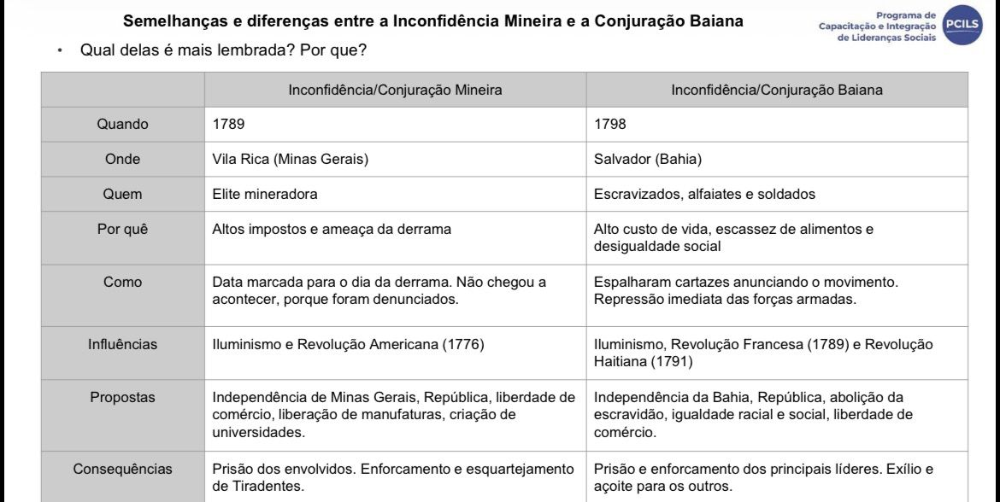 Semelhanças e diferenças entre a Inconfidência Mineira e a Conjuração Baiana
Programa de
Capacitação e Integração
de Lideranças Sociais
PCILS
• Qual delas é mais lembrada? Por que?
Inconfidência/Conjuração Mineira
Inconfidência/Conjuração Baiana
Quando
1789
1798
Onde
Vila Rica (Minas Gerais)
Salvador (Bahia)
Quem
Elite mineradora
Escravizados, alfaiates e soldados
Por quê
Altos impostos e ameaça da derrama
Alto custo de vida, escassez de alimentos e
desigualdade social
Como
Data marcada para o dia da derrama. Não chegou a
acontecer, porque foram denunciados.
Espalharam cartazes anunciando o movimento.
Repressão imediata das forças armadas.
Influências
Iluminismo e Revolução Americana (1776)
Iluminismo, Revolução Francesa (1789) e Revolução
Haitiana (1791)
Propostas
Independência de Minas Gerais, República, liberdade de
comércio, liberação de manufaturas, criação de
universidades.
Independência da Bahia, República, abolição da
escravidão, igualdade racial e social, liberdade de
comércio.
Consequências
Prisão dos envolvidos. Enforcamento e esquartejamento
de Tiradentes.
Prisão e enforcamento dos principais líderes. Exílio e
açoite para os outros.